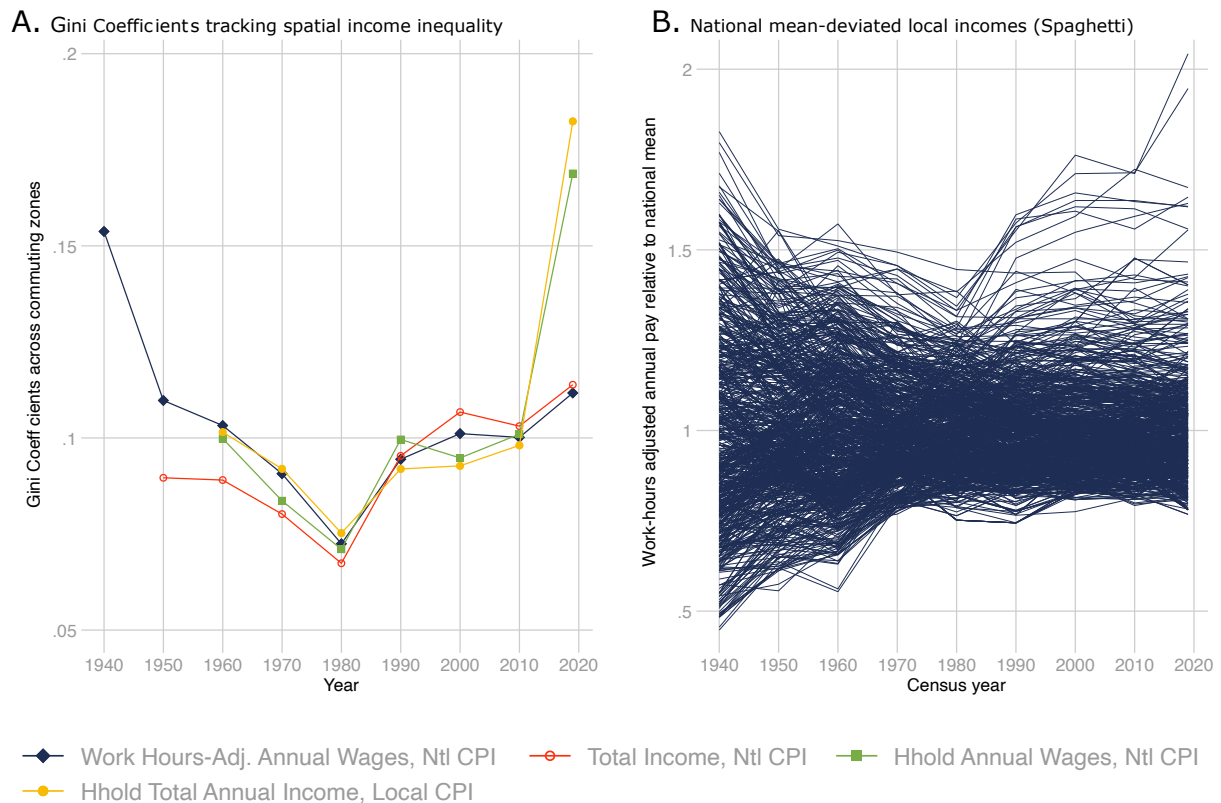 A. Gini Coefficients tracking spatial income inequality
.2
.15
.1
.05
Gini Coefficients across commuting zones
1940 1950 1960 1970 1980 1990 2000 2010 2020
Year
B. National mean-deviated local incomes (Spaghetti)
2
1.5
1
.5
Work-hours adjusted annual pay relative to national mean
1940 1950 1960 1970 1980 1990 2000 2010 2020
Census year
Work Hours-Adj. Annual Wages, Ntl CPI
Total Income, Ntl CPI
Hhold Annual Wages, Ntl CPI
Hhold Total Annual Income, Local CPI